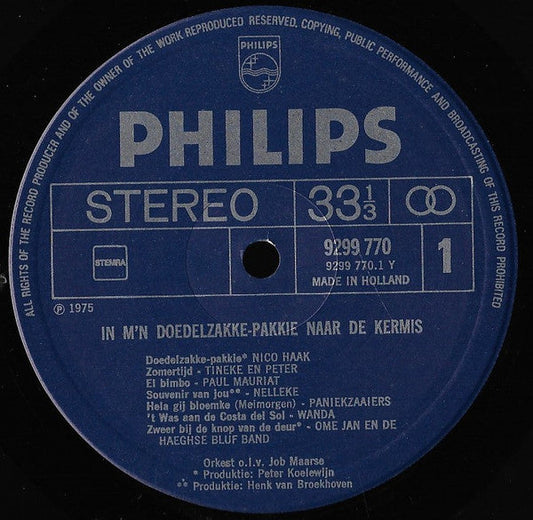 ALL RIGHTS OF THE RECORD PRODUCER AND OF THE OWNER OF THE WORK REPRODUCED RESERVED. COPYING, PUBLIC PERFORMANCE AND BROADCASTING OF THIS RECORD PROHIBITED
PHILIPS
PHILIPS
STEREO 33 1/3
STEMRA
9299 770
9299 770.1 Y
MADE IN HOLLAND
1
℗ 1975
IN M'N DOEDELZAKKE-PAKKIE NAAR DE KERMIS
Doedelzakke-pakkie* NICO HAAK
Zomertijd - TINEKE EN PETER
El bimbo - PAUL MAURIAT
Souvenir van jou** - NELLEKE
Hela gij bloemke (Meimorgen) - PANIEKZAAIERS
't Was aan de Costa del Sol - WANDA
Zweer bij de knop van de deur* - OME JAN EN DE
HAEGHSE BLUF BAND
Orkest o.l.v. Job Maarse
* Produktie: Peter Koelewijn
** Produktie: Henk van Broekhoven